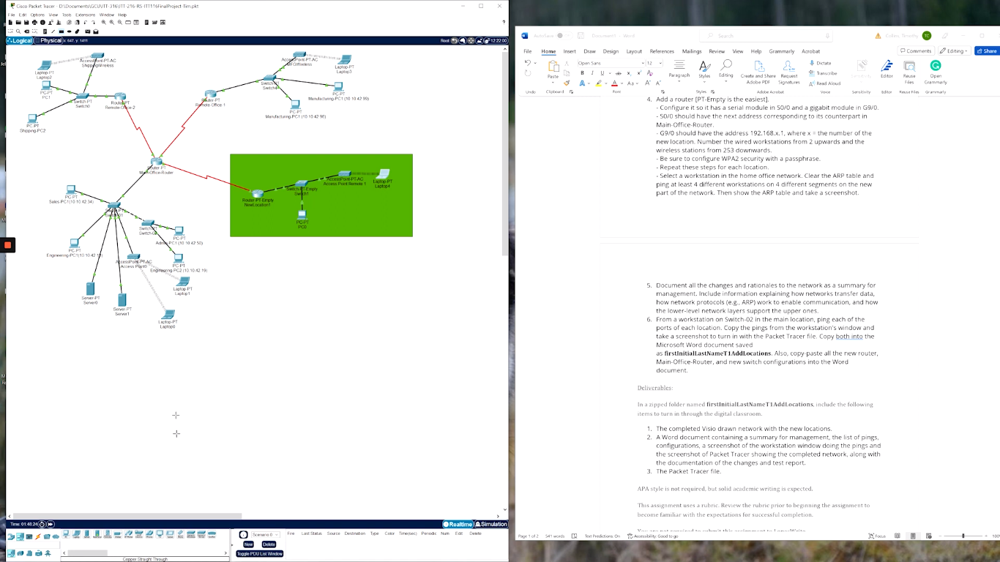 Cisco Packet Tracer - D:\Documents\GCU\ITT-316\ITT-216-RS-ITT116FinalProject-Tim.pkt
File Edit Options View Tools Extensions Window Help
Logical Physical x: 647, y: 1411 Root 12:22:00
AccessPoint-PT-AC
ShippingWireless
Laptop-PT
Laptop2
PC-PT
PC1
Switch-PT
Switch0
Router-PT
Remote-Office-2
PC-PT
Shipping-PC2
AccessPoint-PT-AC
MFGWireless
Laptop-PT
Laptop3
Switch-PT
Switch4
Router-PT
Remote-Office 1
PC-PT
Manufacturing-PC1 (10 10.42.99)
PC-PT
Manufacturing-PC1 (10 10.42.98)
Router-PT
Main-Office-Router
Router-PT-Empty
NewLocation1
Switch-PT-Empty
Switch1
AccessPoint-PT-AC
Access Point Remote 1
Laptop-PT
Laptop4
PC-PT
PC0
PC-PT
Sales-PC1(10 10 42.34)
Switch-PT
PC-PT
Engineering-PC1(10 10.42.1
Switch-PT
PC-PT
Admin-PC1 (10 10.42.50)
PC-PT
Engineering-PC2 (10 10.42.19)
AccessPoint-PT-AC
Access Point0
Laptop-PT
Laptop1
Server-PT
Server0
Server-PT
Server1
Laptop-PT
Laptop0
Time: 01:48:24 Realtime Simulation
Scenario 0
New Delete
Toggle PDU List Window
Fire Last Status Source Destination Type Color Time(sec) Periodic Num Edit Delete
Copper Straight Through
AutoSave Document1 - Word Search Collins, Timothy TC
File Home Insert Draw Design Layout References Mailings Review View Help Grammarly Acrobat Comments Editing Share
Open Sans 12
Paste Paragraph Styles Editing Create and Share Adobe PDF Request Signatures Dictate Transcribe Read Aloud Sensitivity Editor Reuse Files Open Grammarly
Undo Clipboard Font Adobe Acrobat Voice Sensitivity Editor Reuse Files Grammarly
4. Add a router [PT-Empty is the easiest].
- Configure it so it has a serial module in S0/0 and a gigabit module in G9/0.
- S0/0 should have the next address corresponding to its counterpart in
Main-Office-Router.
- G9/0 should have the address 192.168.x.1, where x = the number of the
new location. Number the wired workstations from 2 upwards and the
wireless stations from 253 downwards.
- Be sure to configure WPA2 security with a passphrase.
- Repeat these steps for each location.
- Select a workstation in the home office network. Clear the ARP table and
ping at least 4 different workstations on 4 different segments on the new
part of the network. Then show the ARP table and take a screenshot.
5. Document all the changes and rationales to the network as a summary for
management. Include information explaining how networks transfer data,
how network protocols (e.g., ARP) work to enable communication, and how
the lower-level network layers support the upper ones.
6. From a workstation on Switch-02 in the main location, ping each of the
ports of each location. Copy the pings from the workstation's window and
take a screenshot to turn in with the Packet Tracer file. Copy both into the
Microsoft Word document saved
as firstInitialLastNameT1AddLocations. Also, copy-paste all the new router,
Main-Office-Router, and new switch configurations into the Word
document.
Deliverables:
In a zipped folder named firstInitialLastNameT1AddLocations, include the following
items to turn in through the digital classroom.
1. The completed Visio drawn network with the new locations.
2. A Word document containing a summary for management, the list of pings,
configurations, a screenshot of the workstation window doing the pings and
the screenshot of Packet Tracer showing the completed network, along with
the documentation of the changes and test report.
3. The Packet Tracer file.
APA style is not required, but solid academic writing is expected.
This assignment uses a rubric. Review the rubric prior to beginning the assignment to
become familiar with the expectations for successful completion.
You are not required to submit this assignment to LopesWrite.
Page 1 of 2 541 words Text Predictions: On Accessibility: Good to go Focus 100%